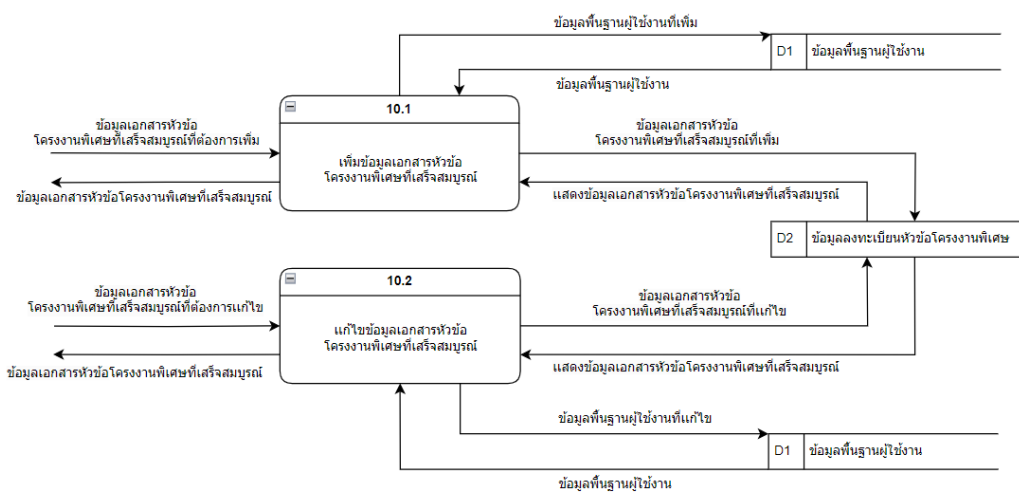 ข้อมูลพื้นฐานผู้ใช้งานที่เพิ่ม
D1
ข้อมูลพื้นฐานผู้ใช้งาน
ข้อมูลพื้นฐานผู้ใช้งาน
10.1
ข้อมูลเอกสารหัวข้อ
โครงงานพิเศษที่เสร็จสมบูรณ์ที่ต้องการเพิ่ม
เพิ่มข้อมูลเอกสารหัวข้อ
โครงงานพิเศษที่เสร็จสมบูรณ์
ข้อมูลเอกสารหัวข้อ
โครงงานพิเศษที่เสร็จสมบูรณ์ที่เพิ่ม
ข้อมูลเอกสารหัวข้อโครงงานพิเศษที่เสร็จสมบูรณ์
แสดงข้อมูลเอกสารหัวข้อโครงงานพิเศษที่เสร็จสมบูรณ์
D2
ข้อมูลลงทะเบียนหัวข้อโครงงานพิเศษ
10.2
ข้อมูลเอกสารหัวข้อ
โครงงานพิเศษที่เสร็จสมบูรณ์ที่ต้องการแก้ไข
แก้ไขข้อมูลเอกสารหัวข้อ
โครงงานพิเศษที่เสร็จสมบูรณ์
ข้อมูลเอกสารหัวข้อ
โครงงานพิเศษที่เสร็จสมบูรณ์ที่แก้ไข
ข้อมูลเอกสารหัวข้อโครงงานพิเศษที่เสร็จสมบูรณ์
แสดงข้อมูลเอกสารหัวข้อโครงงานพิเศษที่เสร็จสมบูรณ์
ข้อมูลพื้นฐานผู้ใช้งานที่แก้ไข
D1
ข้อมูลพื้นฐานผู้ใช้งาน
ข้อมูลพื้นฐานผู้ใช้งาน